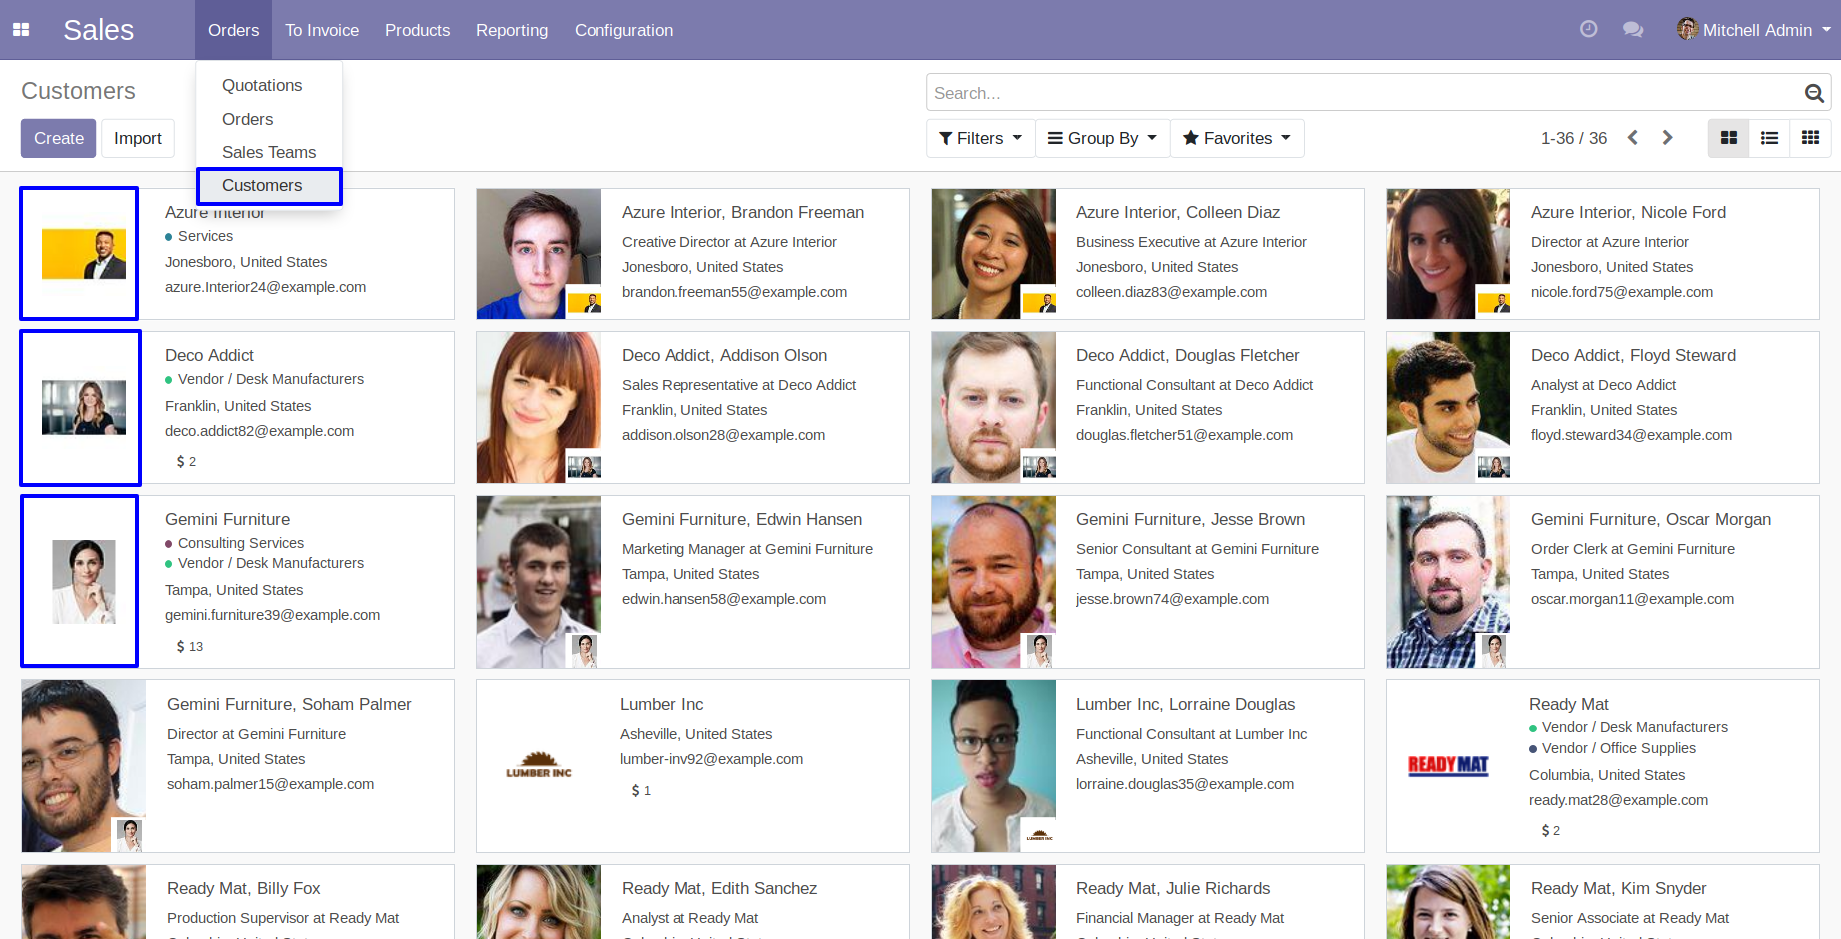 Sales
Orders
To Invoice
Products
Reporting
Configuration
Mitchell Admin
Customers
Quotations
Orders
Sales Teams
Customers
Search...
Create
Import
Filters
Group By
Favorites
1-36 / 36
Azure Interior
Services
Jonesboro, United States
azure.Interior24@example.com
Azure Interior, Brandon Freeman
Creative Director at Azure Interior
Jonesboro, United States
brandon.freeman55@example.com
Azure Interior, Colleen Diaz
Business Executive at Azure Interior
Jonesboro, United States
colleen.diaz83@example.com
Azure Interior, Nicole Ford
Director at Azure Interior
Jonesboro, United States
nicole.ford75@example.com
Deco Addict
Vendor / Desk Manufacturers
Franklin, United States
deco.addict82@example.com
$ 2
Deco Addict, Addison Olson
Sales Representative at Deco Addict
Franklin, United States
addison.olson28@example.com
Deco Addict, Douglas Fletcher
Functional Consultant at Deco Addict
Franklin, United States
douglas.fletcher51@example.com
Deco Addict, Floyd Steward
Analyst at Deco Addict
Franklin, United States
floyd.steward34@example.com
Gemini Furniture
Consulting Services
Vendor / Desk Manufacturers
Tampa, United States
gemini.furniture39@example.com
$ 13
Gemini Furniture, Edwin Hansen
Marketing Manager at Gemini Furniture
Tampa, United States
edwin.hansen58@example.com
Gemini Furniture, Jesse Brown
Senior Consultant at Gemini Furniture
Tampa, United States
jesse.brown74@example.com
Gemini Furniture, Oscar Morgan
Order Clerk at Gemini Furniture
Tampa, United States
oscar.morgan11@example.com
Gemini Furniture, Soham Palmer
Director at Gemini Furniture
Tampa, United States
soham.palmer15@example.com
LUMBER INC
Lumber Inc
Asheville, United States
lumber-inv92@example.com
$ 1
LUMBER INC
Lumber Inc, Lorraine Douglas
Functional Consultant at Lumber Inc
Asheville, United States
lorraine.douglas35@example.com
READY MAT
Ready Mat
Vendor / Desk Manufacturers
Vendor / Office Supplies
Columbia, United States
ready.mat28@example.com
$ 2
Ready Mat, Billy Fox
Production Supervisor at Ready Mat
Ready Mat, Edith Sanchez
Analyst at Ready Mat
Ready Mat, Julie Richards
Financial Manager at Ready Mat
Ready Mat, Kim Snyder
Senior Associate at Ready Mat